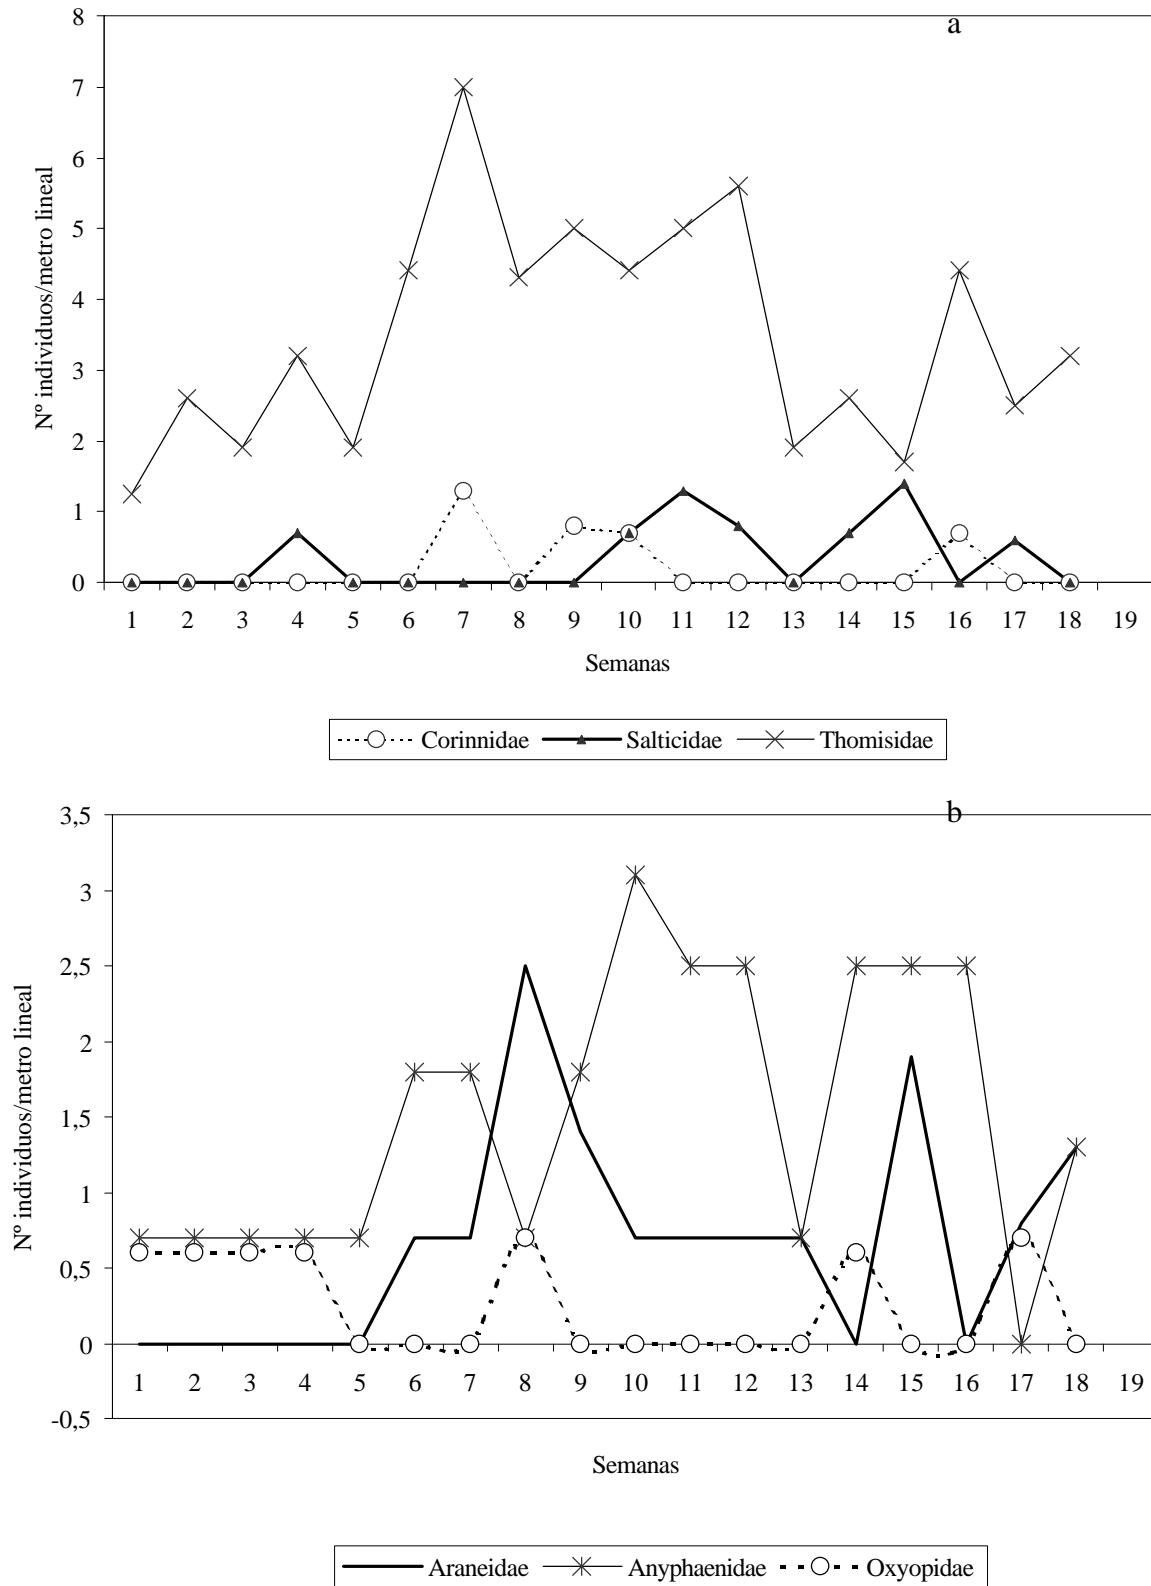 a
8
7
6
5
4
3
2
1
0
Nº individuos/metro lineal
1 2 3 4 5 6 7 8 9 10 11 12 13 14 15 16 17 18 19
Semanas
Corinnidae Salticidae Thomisidae
b
3,5
3
2,5
2
1,5
1
0,5
0
-0,5
Nº individuos/metro lineal
1 2 3 4 5 6 7 8 9 10 11 12 13 14 15 16 17 18 19
Semanas
Araneidae Anyphaenidae Oxyopidae